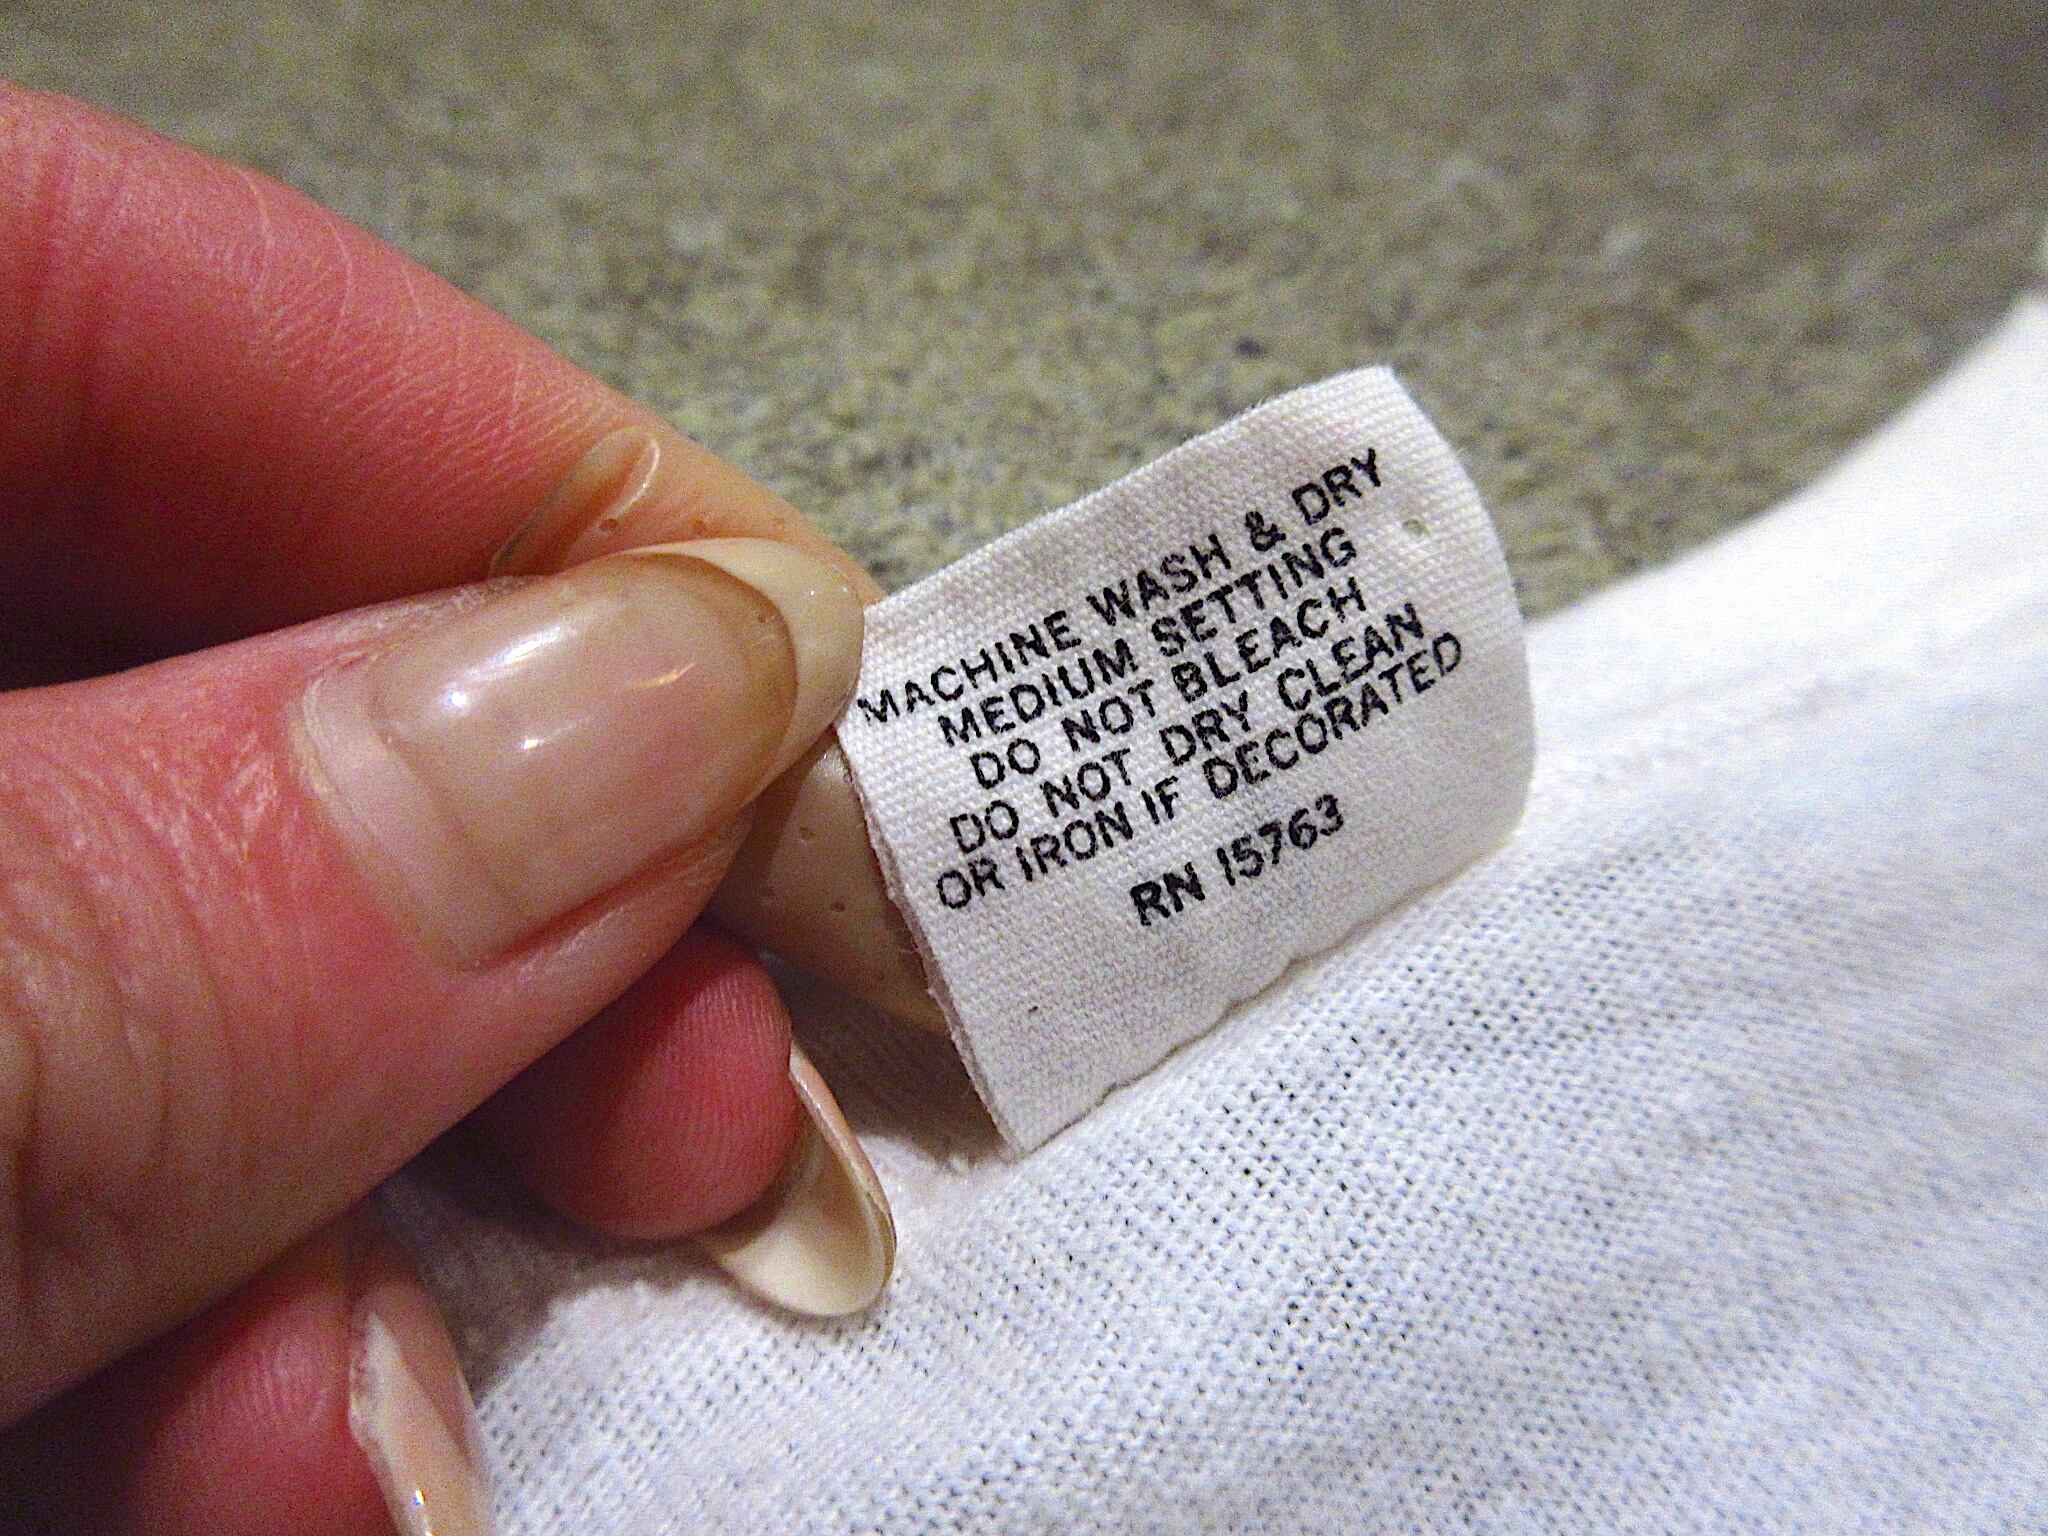 MACHINE WASH & DRY
MEDIUM SETTING
DO NOT BLEACH
DO NOT DRY CLEAN
OR IRON IF DECORATED
RN 15763